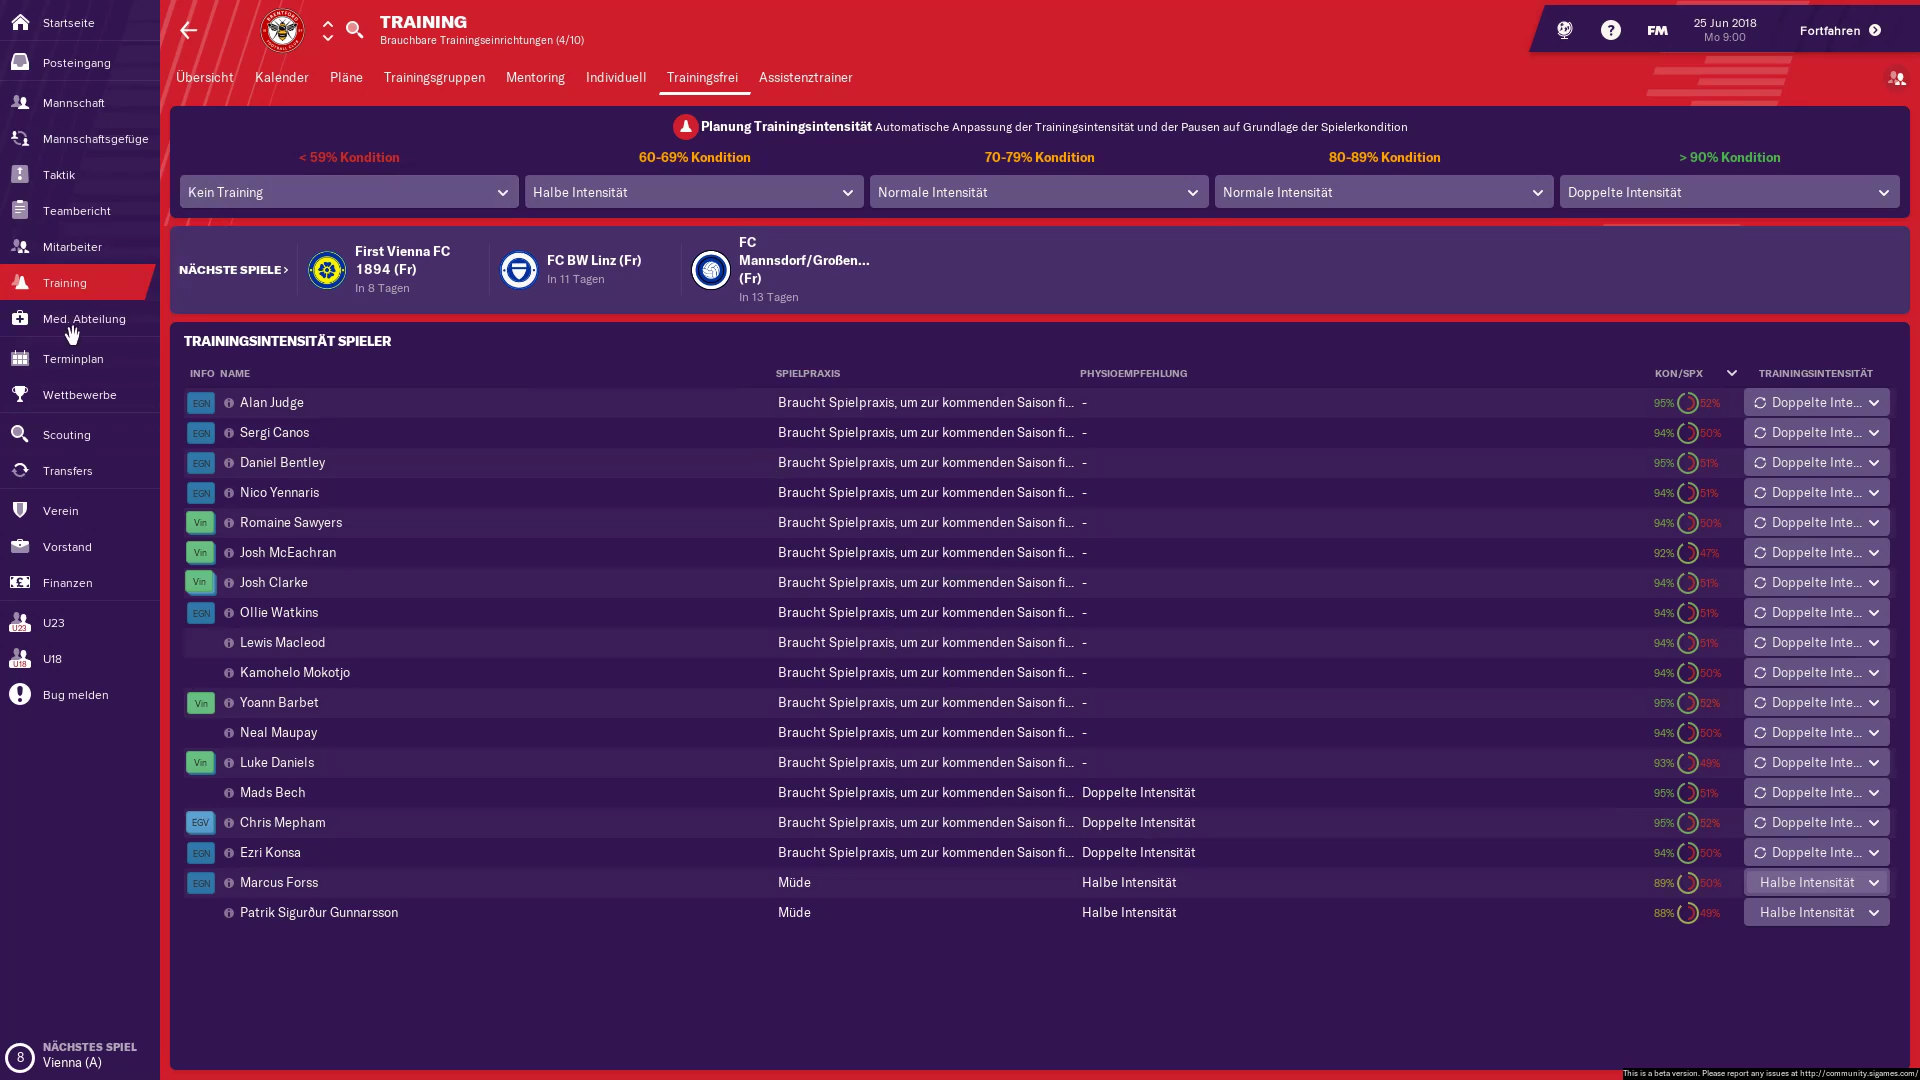 Startseite
Posteingang
Mannschaft
Mannschaftsgefüge
Taktik
Teambericht
Mitarbeiter
Training
Med. Abteilung
Terminplan
Wettbewerbe
Scouting
Transfers
Verein
Vorstand
Finanzen
U23
U23
U18
U18
Bug melden
8
NÄCHSTES SPIEL
Vienna (A)
TRAINING
Brauchbare Trainingseinrichtungen (4/10)
FM
25 Jun 2018
Mo 9:00
Fortfahren
Übersicht Kalender Pläne Trainingsgruppen Mentoring Individuell Trainingsfrei Assistenztrainer
Planung Trainingsintensität Automatische Anpassung der Trainingsintensität und der Pausen auf Grundlage der Spielerkondition
< 59% Kondition 60-69% Kondition 70-79% Kondition 80-89% Kondition > 90% Kondition
Kein Training Halbe Intensität Normale Intensität Normale Intensität Doppelte Intensität
NÄCHSTE SPIELE >
First Vienna FC
1894 (Fr)
In 8 Tagen
FC BW Linz (Fr)
In 11 Tagen
FC
Mannsdorf/Großen...
(Fr)
In 13 Tagen
TRAININGSINTENSITÄT SPIELER
INFO NAME SPIELPRAXIS PHYSIOEMPFEHLUNG KON/SPX TRAININGSINTENSITÄT
EGN Alan Judge Braucht Spielpraxis, um zur kommenden Saison fi... - 95% 52% Doppelte Inte...
EGN Sergi Canos Braucht Spielpraxis, um zur kommenden Saison fi... - 94% 50% Doppelte Inte...
EGN Daniel Bentley Braucht Spielpraxis, um zur kommenden Saison fi... - 95% 51% Doppelte Inte...
EGN Nico Yennaris Braucht Spielpraxis, um zur kommenden Saison fi... - 94% 51% Doppelte Inte...
Vin Romaine Sawyers Braucht Spielpraxis, um zur kommenden Saison fi... - 94% 50% Doppelte Inte...
Vin Josh McEachran Braucht Spielpraxis, um zur kommenden Saison fi... - 92% 47% Doppelte Inte...
Vin Josh Clarke Braucht Spielpraxis, um zur kommenden Saison fi... - 94% 51% Doppelte Inte...
EGN Ollie Watkins Braucht Spielpraxis, um zur kommenden Saison fi... - 94% 51% Doppelte Inte...
Lewis Macleod Braucht Spielpraxis, um zur kommenden Saison fi... - 94% 51% Doppelte Inte...
Kamohelo Mokotjo Braucht Spielpraxis, um zur kommenden Saison fi... - 94% 50% Doppelte Inte...
Vin Yoann Barbet Braucht Spielpraxis, um zur kommenden Saison fi... - 95% 52% Doppelte Inte...
Neal Maupay Braucht Spielpraxis, um zur kommenden Saison fi... - 94% 50% Doppelte Inte...
Vin Luke Daniels Braucht Spielpraxis, um zur kommenden Saison fi... - 93% 49% Doppelte Inte...
Mads Bech Braucht Spielpraxis, um zur kommenden Saison fi... Doppelte Intensität 95% 51% Doppelte Inte...
EGV Chris Mepham Braucht Spielpraxis, um zur kommenden Saison fi... Doppelte Intensität 95% 52% Doppelte Inte...
EGN Ezri Konsa Braucht Spielpraxis, um zur kommenden Saison fi... Doppelte Intensität 94% 50% Doppelte Inte...
EGN Marcus Forss Müde Halbe Intensität 89% 50% Halbe Intensität
Patrik Sigurður Gunnarsson Müde Halbe Intensität 88% 49% Halbe Intensität
This is a beta version. Please report any issues at http://community.sigames.com/